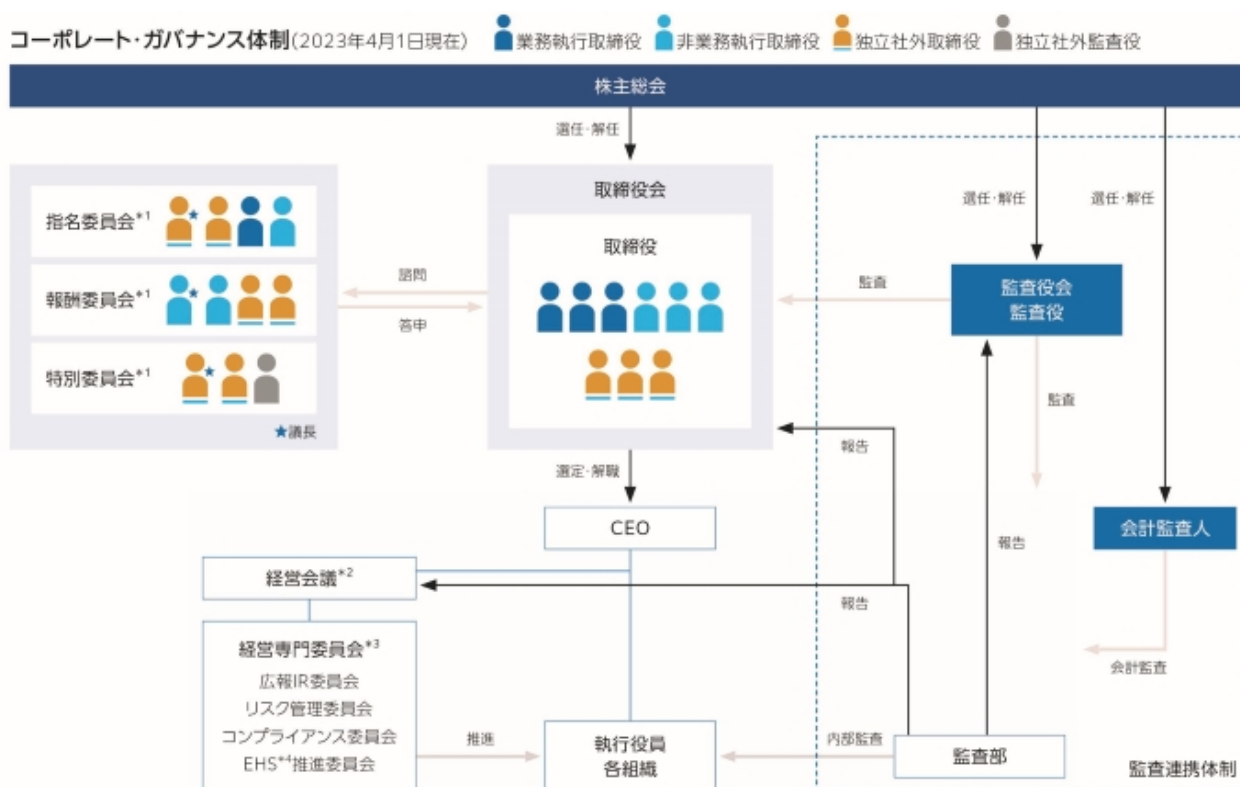 コーポレート・ガバナンス体制(2023年4月1日現在)
業務執行取締役
非業務執行取締役
独立社外取締役
独立社外監査役
株主総会
選任・解任
選任・解任
選任・解任
指名委員会*1
報酬委員会*1
特別委員会*1
★議長
諮問
答申
取締役会
取締役
監査
監査役会
監査役
監査
報告
選定・解職
CEO
会計監査人
報告
経営会議*2
報告
経営専門委員会*3
広報IR委員会
リスク管理委員会
コンプライアンス委員会
EHS*4推進委員会
推進
執行役員
各組織
内部監査
監査部
会計監査
監査連携体制